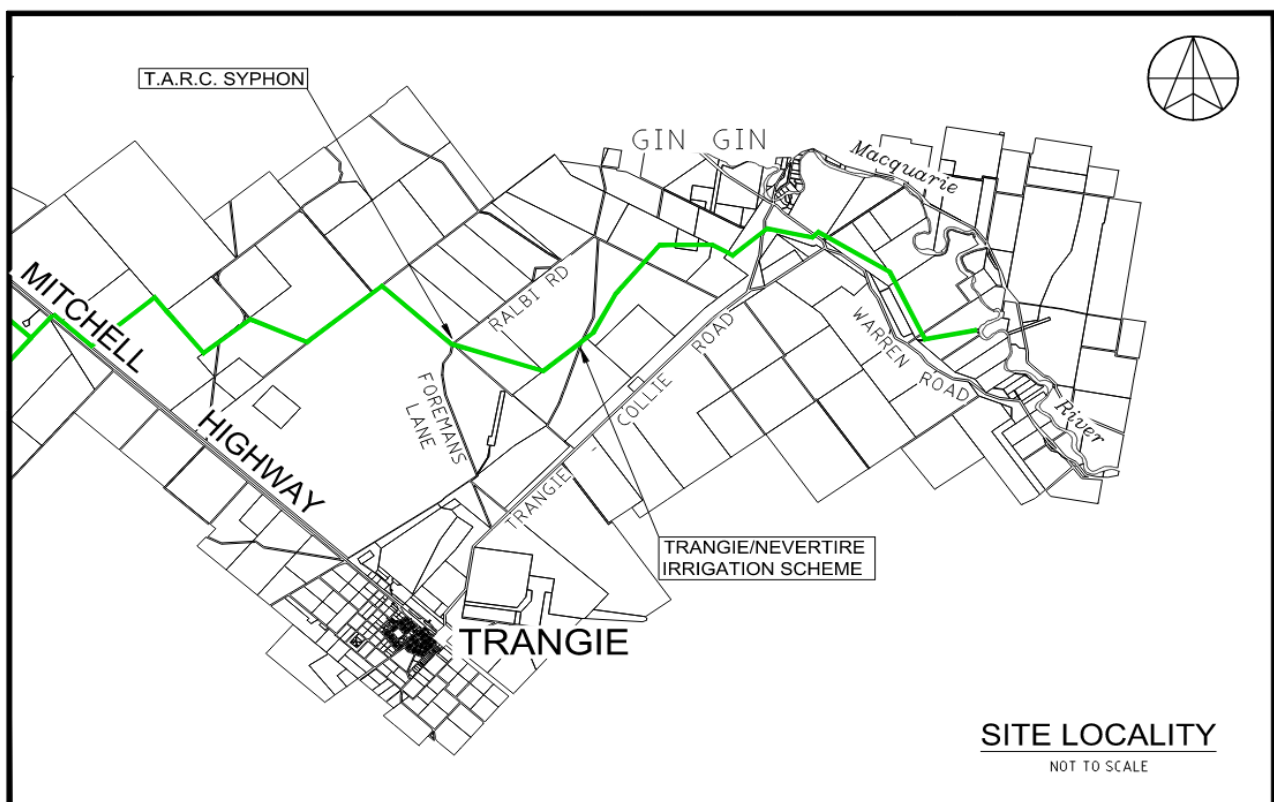 T.A.R.C. SYPHON
GIN GIN
Macquarie
MITCHELL
HIGHWAY
RALBI RD
FOREMANS
LANE
TRANGIE
COLLIE
ROAD
WARREN ROAD
River
TRANGIE/NEVERTIRE
IRRIGATION SCHEME
TRANGIE
SITE LOCALITY
NOT TO SCALE